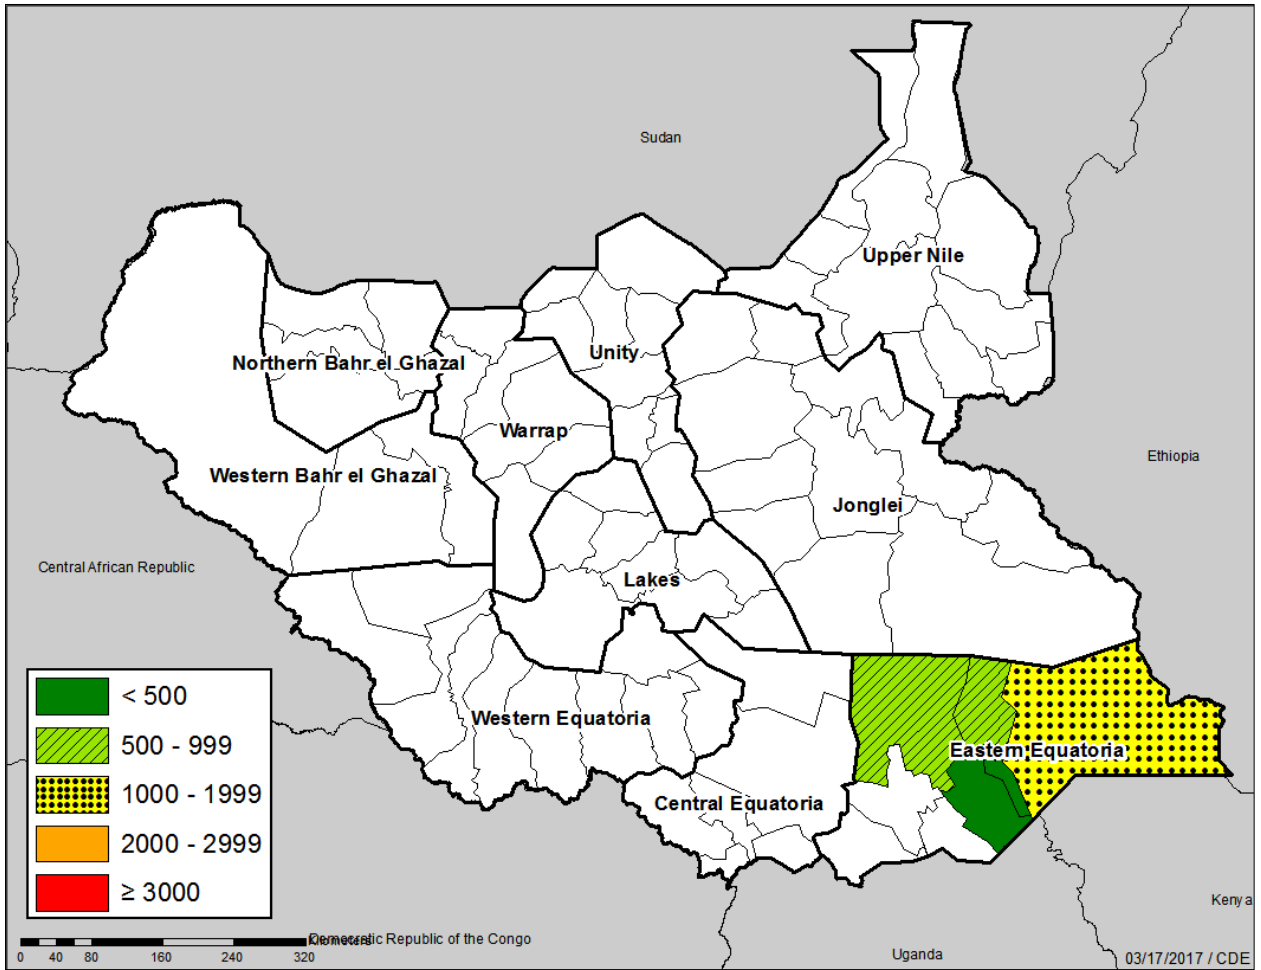 Sudan
Upper Nile
Unity
Northern Bahr el Ghazal
Warrap
Ethiopia
Western Bahr el Ghazal
Jonglei
Central African Republic
Lakes
< 500
500 - 999
1000 - 1999
2000 - 2999
≥ 3000
Western Equatoria
Eastern Equatoria
Central Equatoria
Kenya
Kilometers
Democratic Republic of the Congo
0 40 80 160 240 320
Uganda
03/17/2017 / CDE